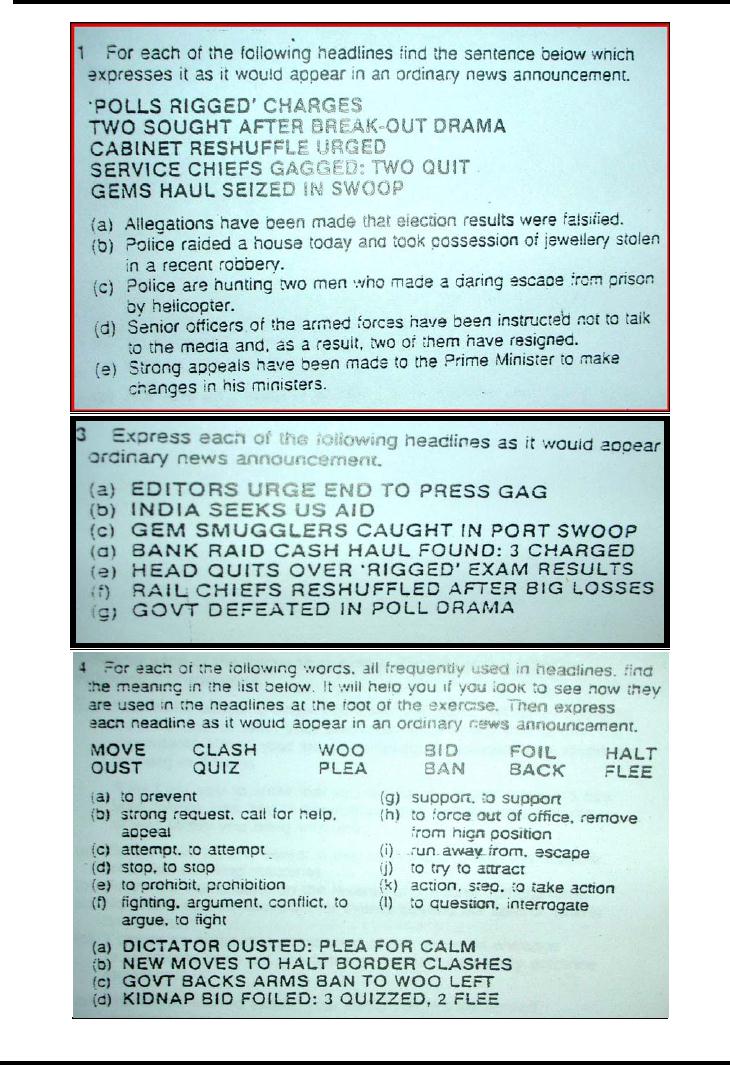 1 For each of the following headlines find the sentence below which
expresses it as it would appear in an ordinary news announcement.
'POLLS RIGGED' CHARGES
TWO SOUGHT AFTER BREAK-OUT DRAMA
CABINET RESHUFFLE URGED
SERVICE CHIEFS GAGGED: TWO QUIT
GEMS HAUL SEIZED IN SWOOP
(a) Allegations have been made that election results were falsified.
(b) Police raided a house today and took possession of jewellery stolen
in a recent robbery.
(c) Police are hunting two men who made a daring escape from prison
by helicopter.
(d) Senior officers of the armed forces have been instructed not to talk
to the media and, as a result, two of them have resigned.
(e) Strong appeals have been made to the Prime Minister to make
changes in his ministers.
3 Express each of the following headlines as it would appear
ordinary news announcement.
(a) EDITORS URGE END TO PRESS GAG
(b) INDIA SEEKS US AID
(c) GEM SMUGGLERS CAUGHT IN PORT SWOOP
(d) BANK RAID CASH HAUL FOUND: 3 CHARGED
(e) HEAD QUITS OVER 'RIGGED' EXAM RESULTS
(f) RAIL CHIEFS RESHUFFLED AFTER BIG LOSSES
(g) GOVT DEFEATED IN POLL DRAMA
4 For each of the following words, all frequently used in headlines, find
the meaning in the list below. It will help you if you look to see how they
are used in the headlines at the foot of the exercise. Then express
each headline as it would appear in an ordinary news announcement.
MOVE CLASH WOO BID FOIL HALT
OUST QUIZ PLEA BAN BACK FLEE
(a) to prevent
(b) strong request, call for help,
appeal
(c) attempt, to attempt
(d) stop, to stop
(e) to prohibit, prohibition
(f) fighting, argument, conflict, to
argue, to fight
(g) support, to support
(h) to force out of office, remove
from high position
(i) run away from, escape
(j) to try to attract
(k) action, step, to take action
(l) to question, interrogate
(a) DICTATOR OUSTED: PLEA FOR CALM
(b) NEW MOVES TO HALT BORDER CLASHES
(c) GOVT BACKS ARMS BAN TO WOO LEFT
(d) KIDNAP BID FOILED: 3 QUIZZED, 2 FLEE